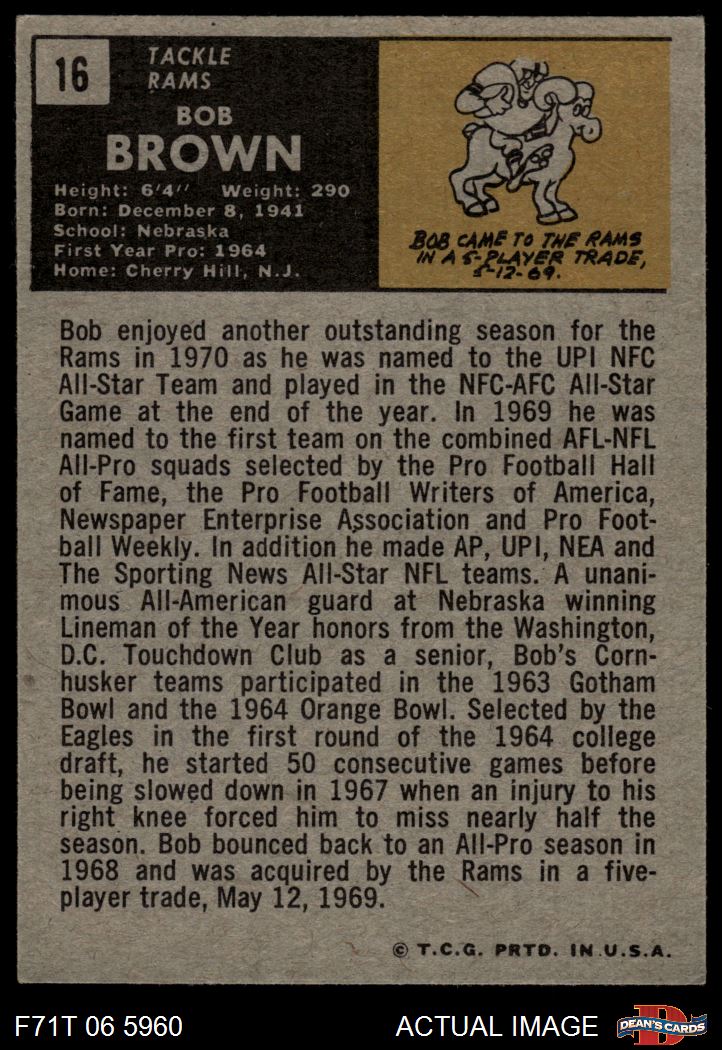 16
TACKLE
RAMS
BOB
BROWN
Height: 6'4'' Weight: 290
Born: December 8, 1941
School: Nebraska
First Year Pro: 1964
Home: Cherry Hill, N.J.
BOB CAME TO THE RAMS
IN A 5-PLAYER TRADE,
5-12-69.
Bob enjoyed another outstanding season for the
Rams in 1970 as he was named to the UPI NFC
All-Star Team and played in the NFC-AFC All-Star
Game at the end of the year. In 1969 he was
named to the first team on the combined AFL-NFL
All-Pro squads selected by the Pro Football Hall
of Fame, the Pro Football Writers of America,
Newspaper Enterprise Association and Pro Foot-
ball Weekly. In addition he made AP, UPI, NEA and
The Sporting News All-Star NFL teams. A unani-
mous All-American guard at Nebraska winning
Lineman of the Year honors from the Washington,
D.C. Touchdown Club as a senior, Bob's Corn-
husker teams participated in the 1963 Gotham
Bowl and the 1964 Orange Bowl. Selected by the
Eagles in the first round of the 1964 college
draft, he started 50 consecutive games before
being slowed down in 1967 when an injury to his
right knee forced him to miss nearly half the
season. Bob bounced back to an All-Pro season in
1968 and was acquired by the Rams in a five-
player trade, May 12, 1969.
© T.C.G. PRTD. IN U.S.A.
F71T 06 5960
ACTUAL IMAGE
DEAN'S CARDS